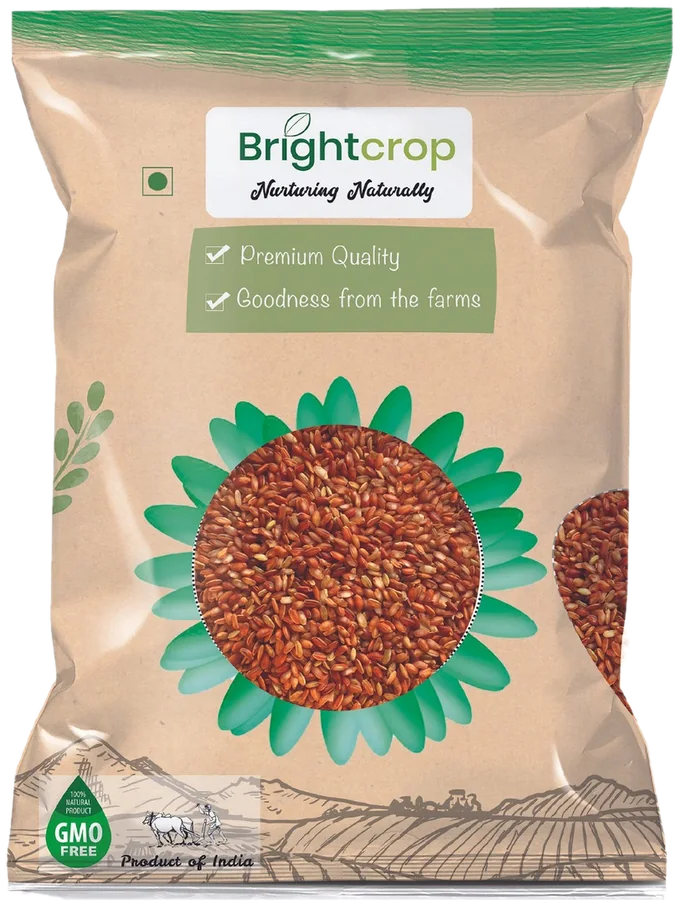 Brightcrop
Nurturing Naturally
Premium Quality
Goodness from the farms
100%
NATURAL
PRODUCT
GMO
FREE
Product of India